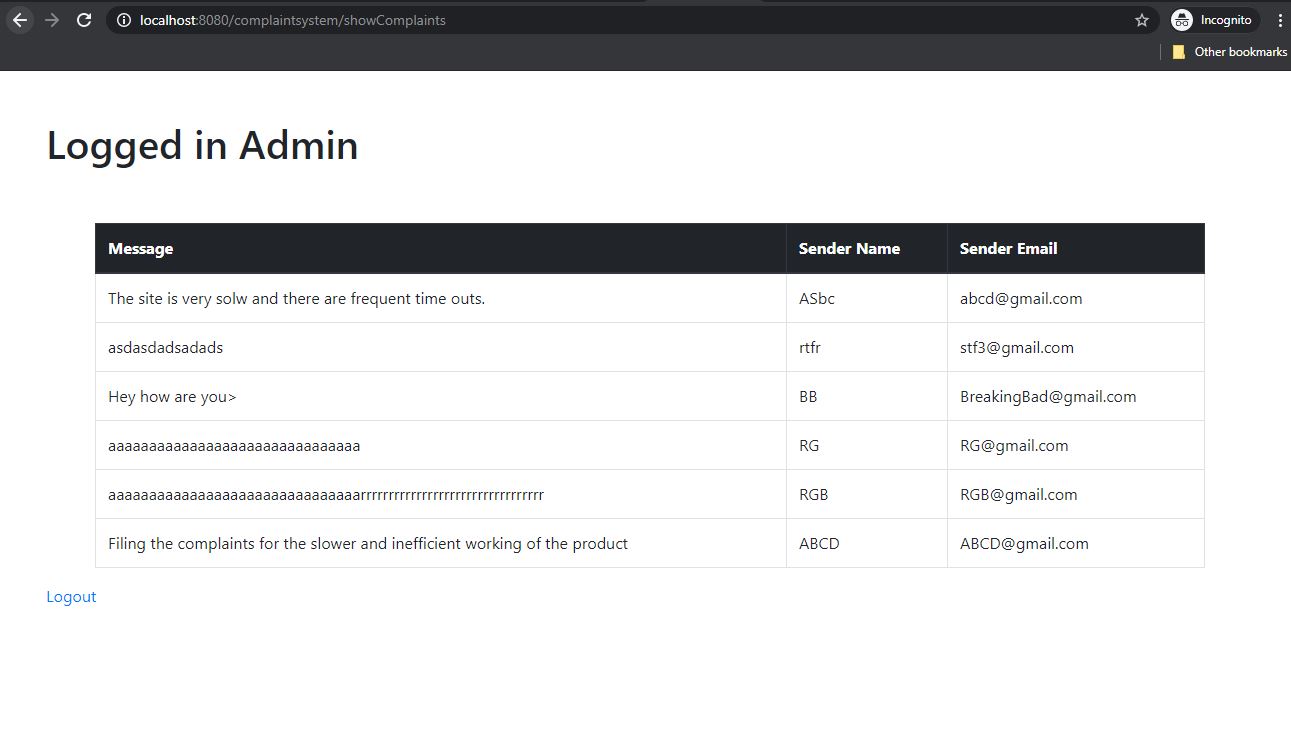 localhost:8080/complaintsystem/showComplaints
Incognito
Other bookmarks
Logged in Admin
Message Sender Name Sender Email
The site is very solw and there are frequent time outs. ASbc abcd@gmail.com
asdasdadsadads rtfr stf3@gmail.com
Hey how are you> BB BreakingBad@gmail.com
aaaaaaaaaaaaaaaaaaaaaaaaaaaaaaa RG RG@gmail.com
aaaaaaaaaaaaaaaaaaaaaaaaaaaaaaarrrrrrrrrrrrrrrrrrrrrrrrrrrrrrrrr RGB RGB@gmail.com
Filing the complaints for the slower and inefficient working of the product ABCD ABCD@gmail.com
Logout